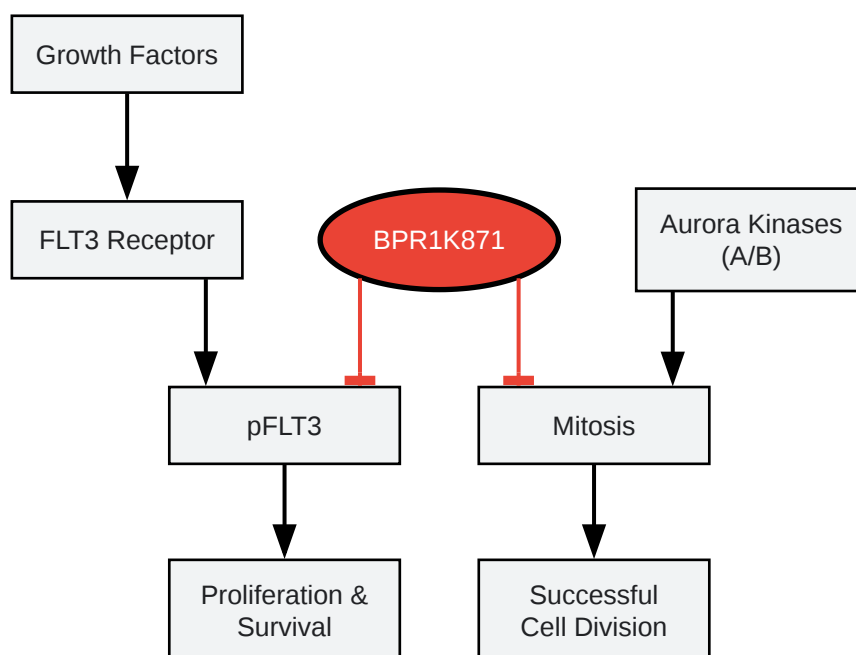 Growth Factors
FLT3 Receptor
BPR1K871
Aurora Kinases
(A/B)
pFLT3
Mitosis
Proliferation &
Survival
Successful
Cell Division